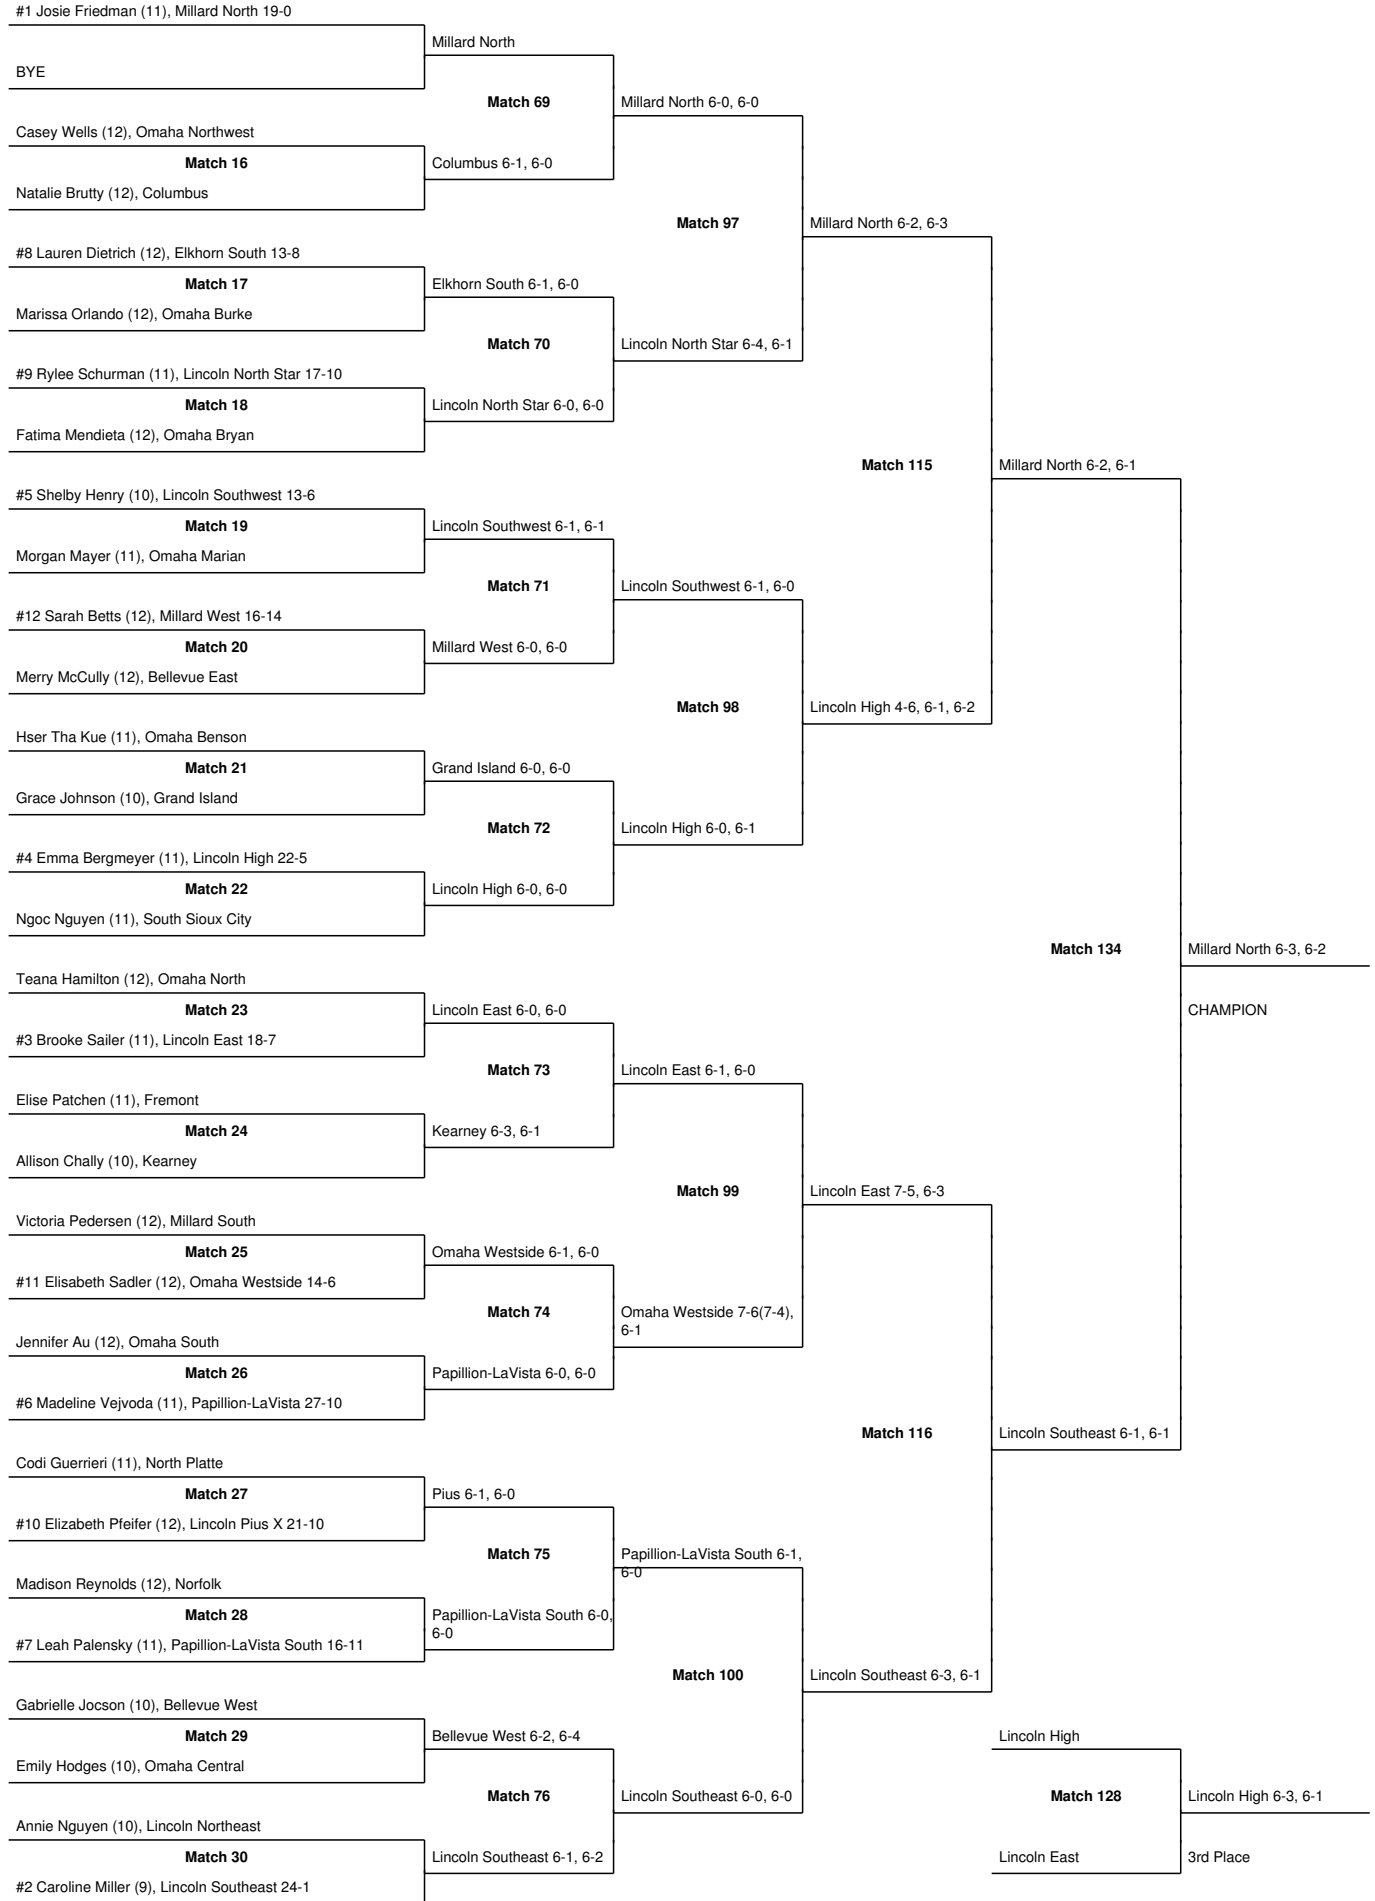 #1 Josie Friedman (11), Millard North 19-0
Millard North
BYE
Match 69
Millard North 6-0, 6-0
Casey Wells (12), Omaha Northwest
Match 16
Columbus 6-1, 6-0
Natalie Brutty (12), Columbus
Match 97
Millard North 6-2, 6-3
#8 Lauren Dietrich (12), Elkhorn South 13-8
Match 17
Elkhorn South 6-1, 6-0
Marissa Orlando (12), Omaha Burke
Match 70
Lincoln North Star 6-4, 6-1
#9 Rylee Schurman (11), Lincoln North Star 17-10
Match 18
Lincoln North Star 6-0, 6-0
Fatima Mendieta (12), Omaha Bryan
Match 115
Millard North 6-2, 6-1
#5 Shelby Henry (10), Lincoln Southwest 13-6
Match 19
Lincoln Southwest 6-1, 6-1
Morgan Mayer (11), Omaha Marian
Match 71
Lincoln Southwest 6-1, 6-0
#12 Sarah Betts (12), Millard West 16-14
Match 20
Millard West 6-0, 6-0
Merry McCully (12), Bellevue East
Match 98
Lincoln High 4-6, 6-1, 6-2
Hser Tha Kue (11), Omaha Benson
Match 21
Grand Island 6-0, 6-0
Grace Johnson (10), Grand Island
Match 72
Lincoln High 6-0, 6-1
#4 Emma Bergmeyer (11), Lincoln High 22-5
Match 22
Lincoln High 6-0, 6-0
Ngoc Nguyen (11), South Sioux City
Match 134
Millard North 6-3, 6-2
Teana Hamilton (12), Omaha North
Match 23
Lincoln East 6-0, 6-0
CHAMPION
#3 Brooke Sailer (11), Lincoln East 18-7
Match 73
Lincoln East 6-1, 6-0
Elise Patchen (11), Fremont
Match 24
Kearney 6-3, 6-1
Allison Chally (10), Kearney
Match 99
Lincoln East 7-5, 6-3
Victoria Pedersen (12), Millard South
Match 25
Omaha Westside 6-1, 6-0
#11 Elisabeth Sadler (12), Omaha Westside 14-6
Match 74
Omaha Westside 7-6(7-4),
6-1
Jennifer Au (12), Omaha South
Match 26
Papillion-LaVista 6-0, 6-0
#6 Madeline Vejvoda (11), Papillion-LaVista 27-10
Match 116
Lincoln Southeast 6-1, 6-1
Codi Guerrieri (11), North Platte
Match 27
Pius 6-1, 6-0
#10 Elizabeth Pfeifer (12), Lincoln Pius X 21-10
Match 75
Papillion-LaVista South 6-1,
6-0
Madison Reynolds (12), Norfolk
Match 28
Papillion-LaVista South 6-0,
6-0
#7 Leah Palensky (11), Papillion-LaVista South 16-11
Match 100
Lincoln Southeast 6-3, 6-1
Gabrielle Jocson (10), Bellevue West
Match 29
Bellevue West 6-2, 6-4
Lincoln High
Emily Hodges (10), Omaha Central
Match 76
Lincoln Southeast 6-0, 6-0
Match 128
Lincoln High 6-3, 6-1
Annie Nguyen (10), Lincoln Northeast
Match 30
Lincoln Southeast 6-1, 6-2
Lincoln East
3rd Place
#2 Caroline Miller (9), Lincoln Southeast 24-1